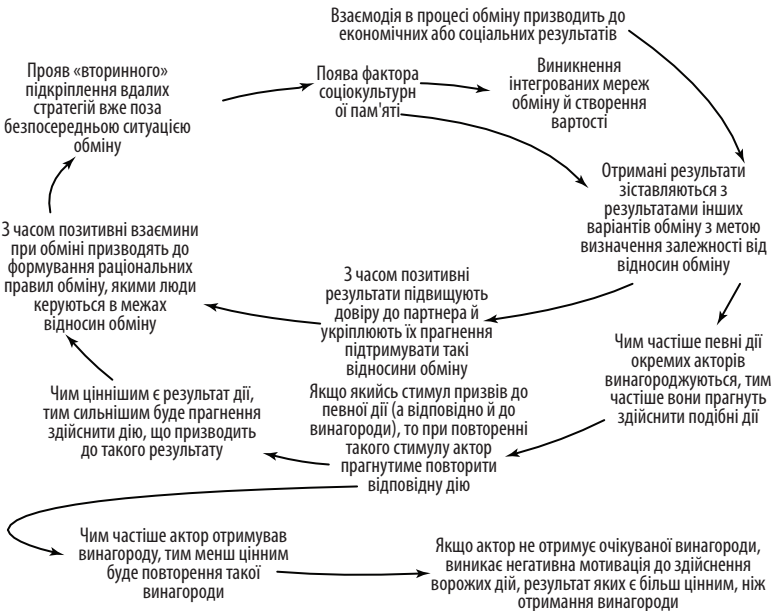 Взаємодія в процесі обміну призводить до
економічних або соціальних результатів
Прояв «вторинного»
підкріплення вдалих
стратегій вже поза
безпосередньою ситуацією
обміну
Поява фактора
соціокультурн
ої пам'яті
Виникнення
інтегрованих мереж
обміну й створення
вартості
Отримані результати
зіставляються з
результатами інших
варіантів обміну з метою
визначення залежності від
відносин обміну
З часом позитивні взаємини
при обміні призводять до
формування раціональних
правил обміну, якими люди
керуються в межах
відносин обміну
З часом позитивні
результати підвищують
довіру до партнера й
укріплюють їх прагнення
підтримувати такі
відносини обміну
Чим частіше певні дії
окремих акторів
винагороджуються, тим
частіше вони прагнуть
здійснити подібні дії
Чим ціннішим є результат дії,
тим сильнішим буде прагнення
здійснити дію, що призводить
до такого результату
Якщо якийсь стимул призвів до
певної дії (а відповідно й до
винагороди), то при повторенні
такого стимулу актор
прагнутиме повторити
відповідну дію
Чим частіше актор отримував
винагороду, тим менш цінним
буде повторення такої
винагороди
Якщо актор не отримує очікуваної винагороди,
виникає негативна мотивація до здійснення
ворожих дій, результат яких є більш цінним, ніж
отримання винагороди